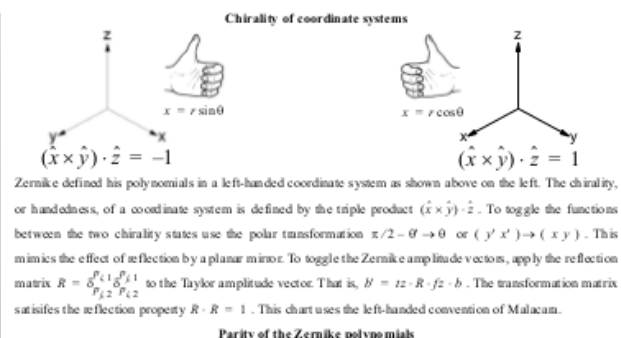 Chirality of coordinate systems
z z
x = r sinθ x = r cosθ
y x x y
(x̂ × ŷ) · ẑ = −1 (x̂ × ŷ) · ẑ = 1
Zernike defined his polynomials in a left-handed coordinate system as shown above on the left. The chirality,
or handedness, of a coordinate system is defined by the triple product (x̂ × ŷ) · ẑ . To toggle the functions
between the two chirality states use the polar transformation π/2 − θ' → θ or ( y' x' ) → ( x y ) . This
mimics the effect of reflection by a planar mirror. To toggle the Zernike amplitude vectors, apply the reflection
matrix R = δ to the Taylor amplitude vector. That is, b' = tz · R · fz · b . The transformation matrix
satisifes the reflection property R · R = 1 . This chart uses the left-handed convention of Malacara.
Parity of the Zernike polynomials